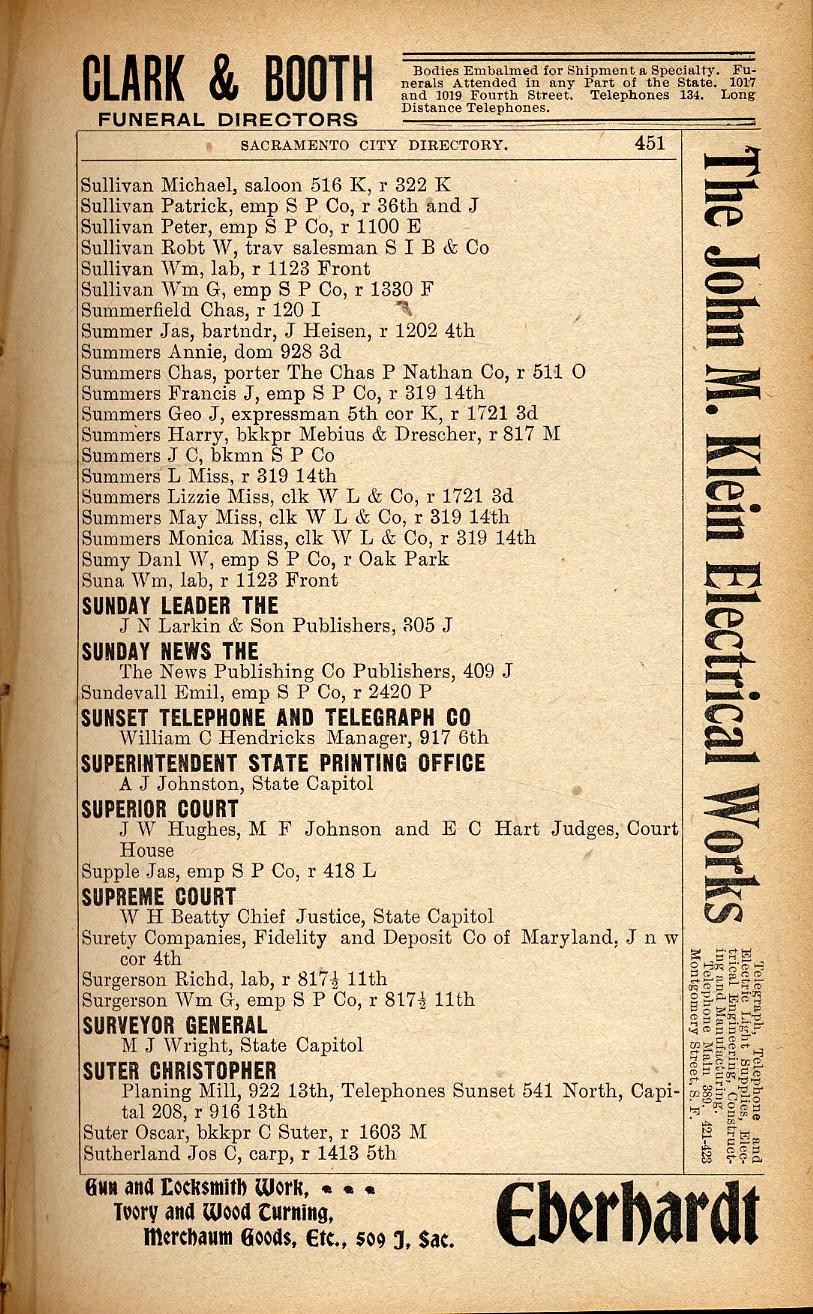 CLARK & BOOTH
FUNERAL DIRECTORS
Bodies Embalmed for Shipment a Specialty. Fu-
nerals Attended in any Part of the State. 1017
and 1019 Fourth Street. Telephones 134. Long
Distance Telephones.
SACRAMENTO CITY DIRECTORY. 451
Sullivan Michael, saloon 516 K, r 322 K
Sullivan Patrick, emp S P Co, r 36th and J
Sullivan Peter, emp S P Co, r 1100 E
Sullivan Robt W, trav salesman S I B & Co
Sullivan Wm, lab, r 1123 Front
Sullivan Wm G, emp S P Co, r 1330 F
Summerfield Chas, r 120 I
Summer Jas, bartndr, J Heisen, r 1202 4th
Summers Annie, dom 928 3d
Summers Chas, porter The Chas P Nathan Co, r 511 O
Summers Francis J, emp S P Co, r 319 14th
Summers Geo J, expressman 5th cor K, r 1721 3d
Summers Harry, bkkpr Mebius & Drescher, r 817 M
Summers J C, bkmn S P Co
Summers L Miss, r 319 14th
Summers Lizzie Miss, clk W L & Co, r 1721 3d
Summers May Miss, clk W L & Co, r 319 14th
Summers Monica Miss, clk W L & Co, r 319 14th
Sumy Danl W, emp S P Co, r Oak Park
Suna Wm, lab, r 1123 Front
SUNDAY LEADER THE
J N Larkin & Son Publishers, 305 J
SUNDAY NEWS THE
The News Publishing Co Publishers, 409 J
Sundevall Emil, emp S P Co, r 2420 P
SUNSET TELEPHONE AND TELEGRAPH CO
William C Hendricks Manager, 917 6th
SUPERINTENDENT STATE PRINTING OFFICE
A J Johnston, State Capitol
SUPERIOR COURT
J W Hughes, M F Johnson and E C Hart Judges, Court
House
Supple Jas, emp S P Co, r 418 L
SUPREME COURT
W H Beatty Chief Justice, State Capitol
Surety Companies, Fidelity and Deposit Co of Maryland, J n w
cor 4th
Surgerson Richd, lab, r 817½ 11th
Surgerson Wm G, emp S P Co, r 817½ 11th
SURVEYOR GENERAL
M J Wright, State Capitol
SUTER CHRISTOPHER
Planing Mill, 922 13th, Telephones Sunset 541 North, Capi-
tal 208, r 916 13th
Suter Oscar, bkkpr C Suter, r 1603 M
Sutherland Jos C, carp, r 1413 5th
The John M. Klein Electrical Works
Telegraph, Telephone and
Electric Light Supplies, Elec-
trical Engineering, Construct-
ing and Manufacturing.
Telephone Main 389. 421-423
Montgomery Street, S. F.
Gun and Locksmith Work,
Ivory and Wood Turning,
Merchaum Goods, Etc., 509 J, Sac.
Eberhardt